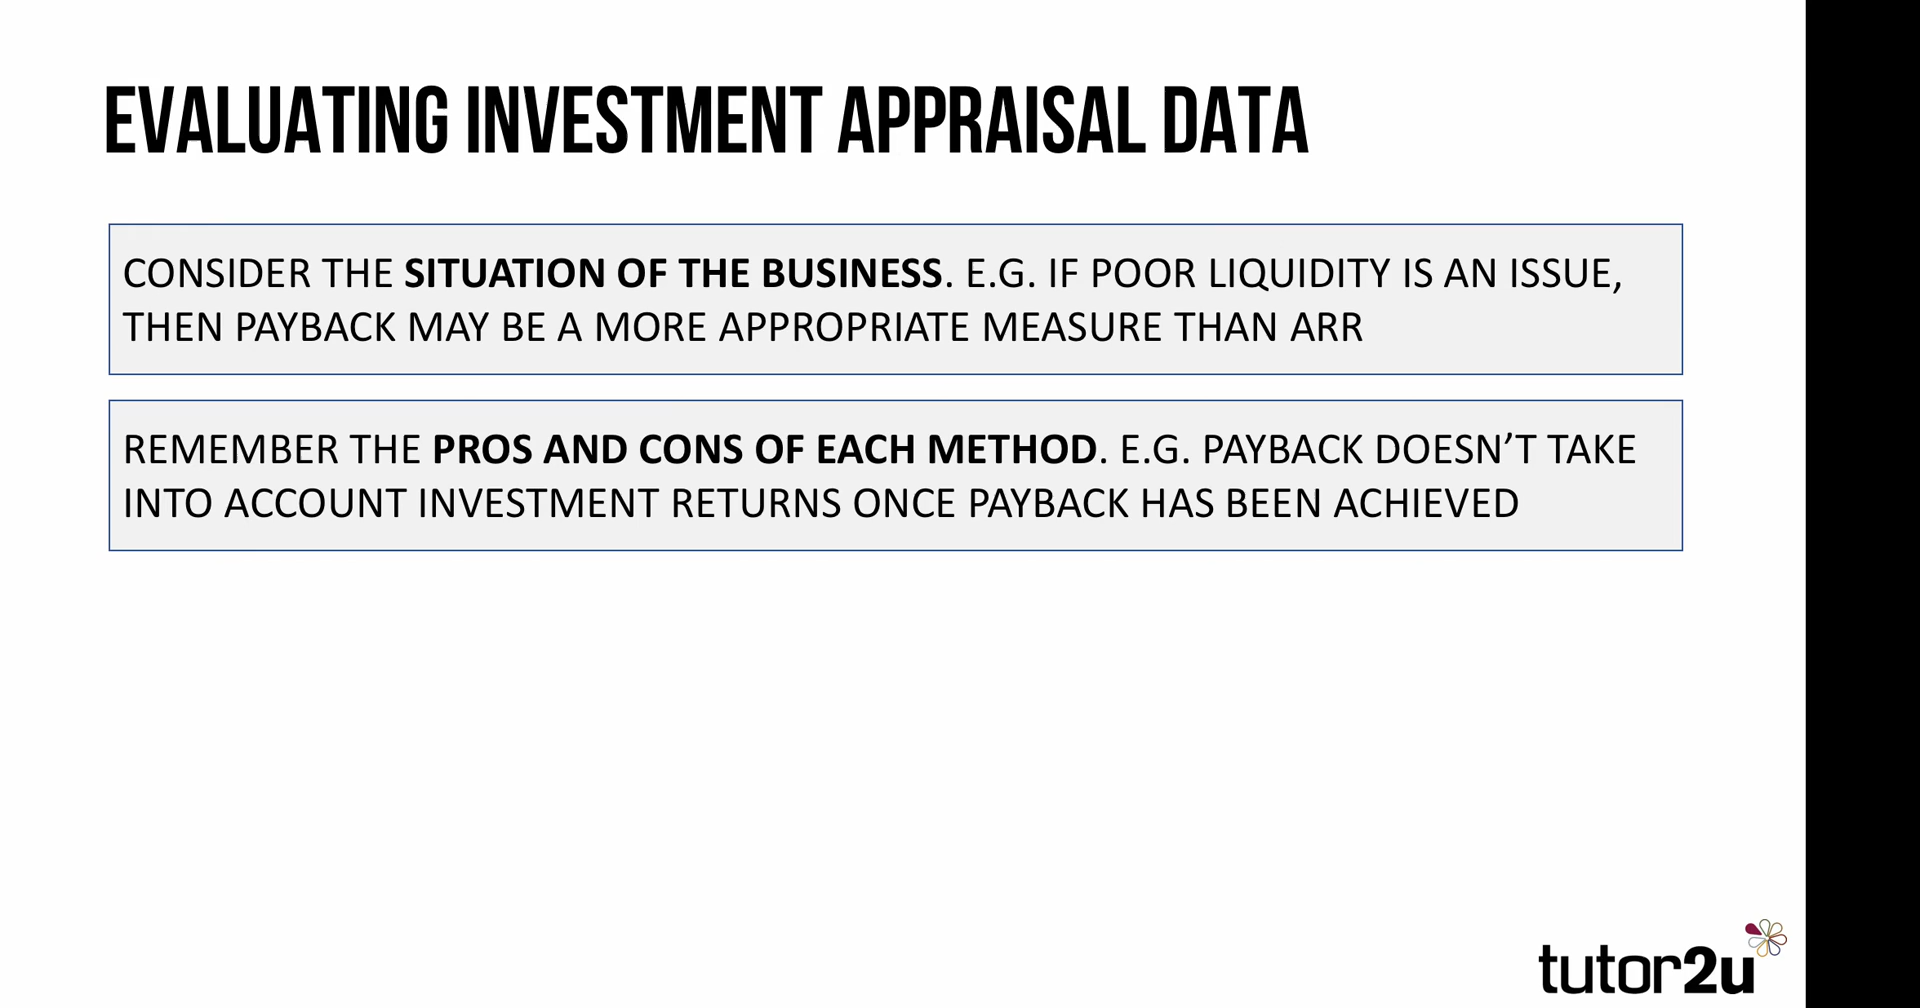 EVALUATING INVESTMENT APPRAISAL DATA
CONSIDER THE SITUATION OF THE BUSINESS. E.G. IF POOR LIQUIDITY IS AN ISSUE,
THEN PAYBACK MAY BE A MORE APPROPRIATE MEASURE THAN ARR
REMEMBER THE PROS AND CONS OF EACH METHOD. E.G. PAYBACK DOESN’T TAKE
INTO ACCOUNT INVESTMENT RETURNS ONCE PAYBACK HAS BEEN ACHIEVED
tutor2u